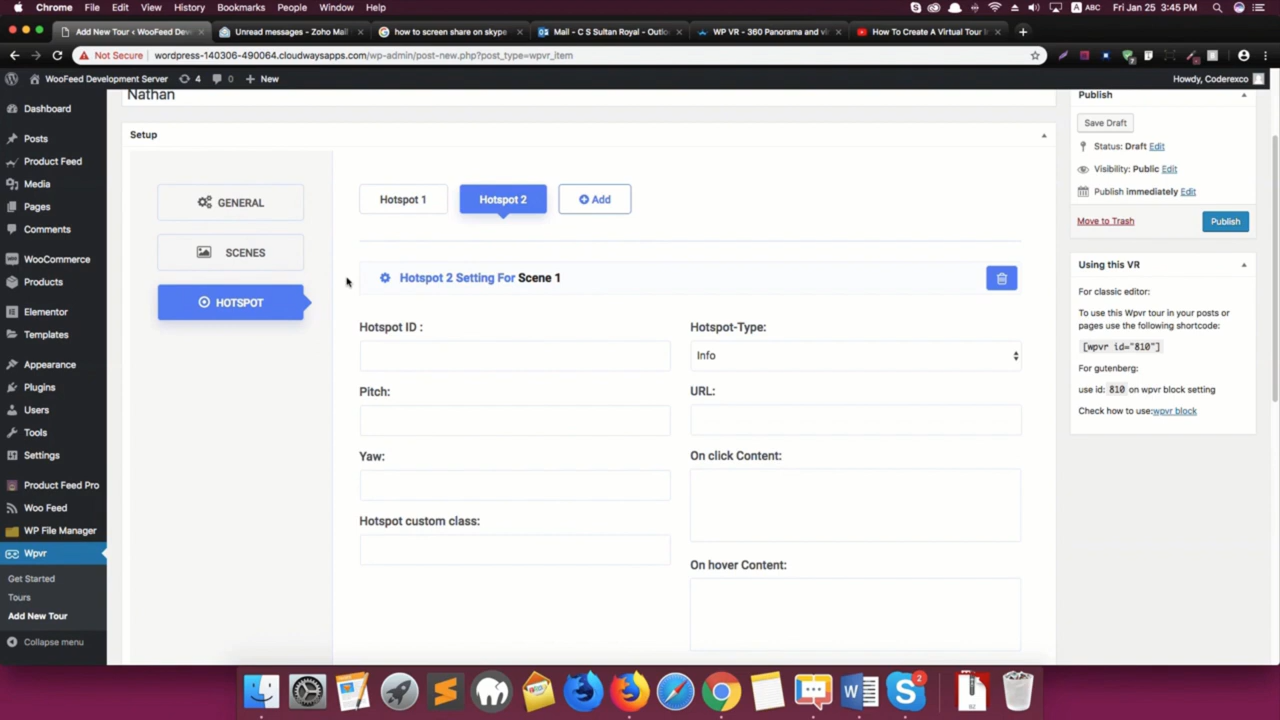 Chrome File Edit View History Bookmarks People Window Help
ABC Fri Jan 25 3:45 PM
Add New Tour ‹ WooFeed Deve
Unread messages - Zoho Mail
how to screen share on skype
Mail - C S Sultan Royal - Outlo
WP VR - 360 Panorama and vi
How To Create A Virtual Tour I
Not Secure wordpress-140306-490064.cloudwaysapps.com/wp-admin/post-new.php?post_type=wpvr_item
WooFeed Development Server 4 0 + New Howdy, Coderexco
Dashboard
Posts
Product Feed
Media
Pages
Comments
WooCommerce
Products
Elementor
Templates
Appearance
Plugins
Users
Tools
Settings
Product Feed Pro
Woo Feed
WP File Manager
Wpvr
Get Started
Tours
Add New Tour
Collapse menu
Nathan
Setup
GENERAL
SCENES
HOTSPOT
Hotspot 1 Hotspot 2 Add
Hotspot 2 Setting For Scene 1
Hotspot ID :
Hotspot-Type:
Info
Pitch:
URL:
Yaw:
On click Content:
Hotspot custom class:
On hover Content:
Publish
Save Draft
Status: Draft Edit
Visibility: Public Edit
Publish immediately Edit
Move to Trash Publish
Using this VR
For classic editor:
To use this Wpvr tour in your posts or
pages use the following shortcode:
[wpvr id="810"]
For gutenberg:
use id: 810 on wpvr block setting
Check how to use:wpvr block
2